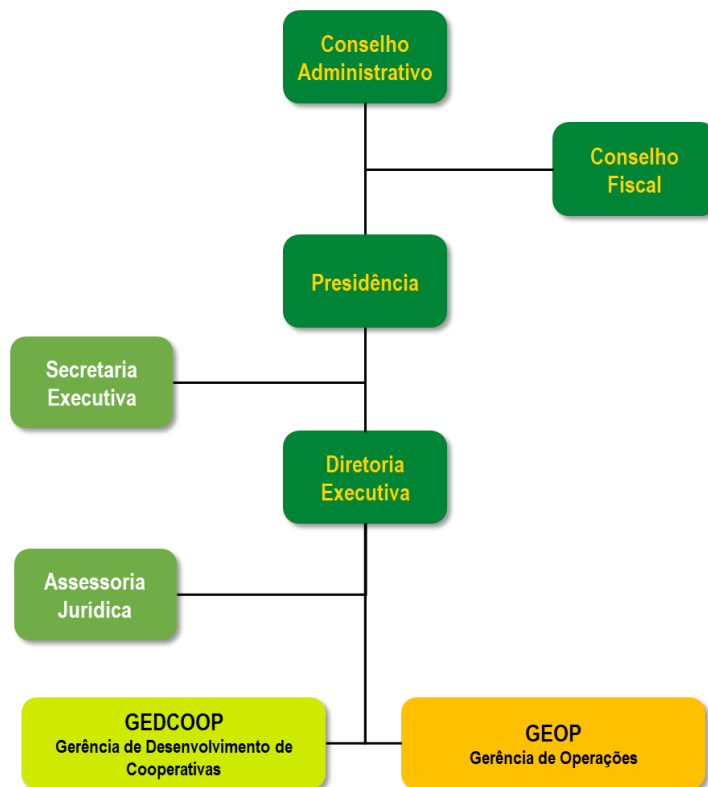 Conselho
Administrativo
Conselho
Fiscal
Presidência
Secretaria
Executiva
Diretoria
Executiva
Assessoria
Jurídica
GEDCOOP
Gerência de Desenvolvimento de
Cooperativas
GEOP
Gerência de Operações